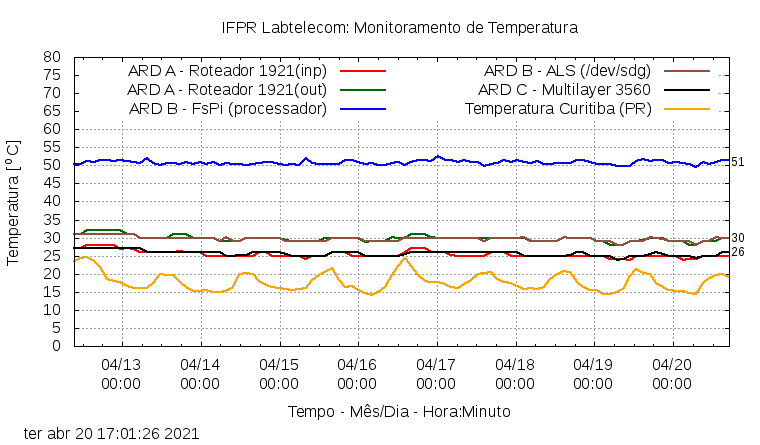 IFPR Labtelecom: Monitoramento de Temperatura
ARD A - Roteador 1921(inp)
ARD A - Roteador 1921(out)
ARD B - FsPi (processador)
ARD B - ALS (/dev/sdg)
ARD C - Multilayer 3560
Temperatura Curitiba (PR)
Temperatura [ºC]
80
75
70
65
60
55
50
45
40
35
30
25
20
15
10
5
0
51
30
26
04/13 00:00
04/14 00:00
04/15 00:00
04/16 00:00
04/17 00:00
04/18 00:00
04/19 00:00
04/20 00:00
Tempo - Mês/Dia - Hora:Minuto
ter abr 20 17:01:26 2021